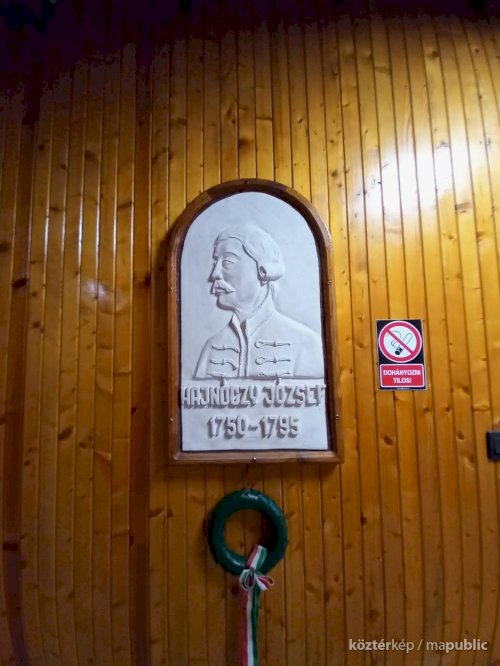 HAJNÓCZY JÓZSEF
1750-1795
DOHÁNYOZNI
TILOS!
köztérkép / mapublic